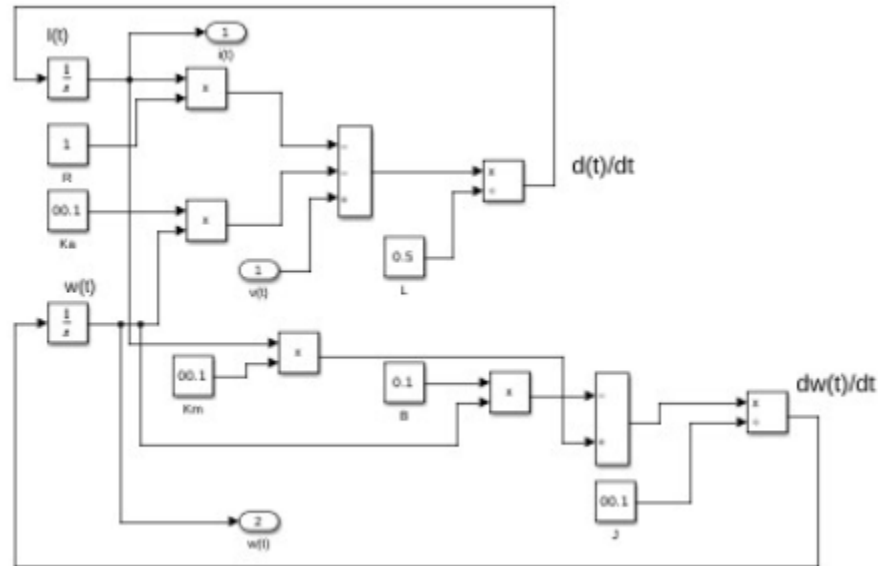 I(t)
1
i(t)
1
s
x
1
R
00.1
Ka
x
-
-
+
x
÷
d(t)/dt
0.5
L
1
v(t)
w(t)
1
s
x
00.1
Km
0.1
B
x
-
+
x
÷
dw(t)/dt
00.1
J
2
w(t)